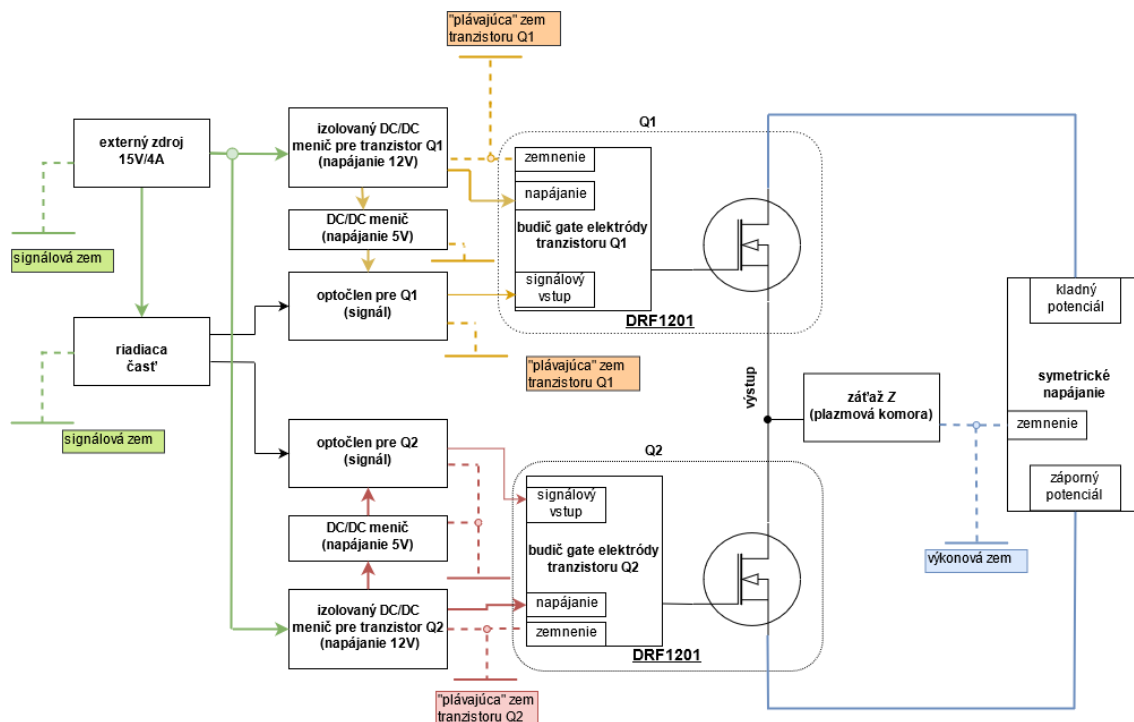 "plávajúca" zem
tranzistoru Q1
externý zdroj
15V/4A
signálová zem
izolovaný DC/DC
menič pre tranzistor Q1
(napájanie 12V)
DC/DC menič
(napájanie 5V)
optočlen pre Q1
(signál)
riadiaca
časť
signálová zem
Q1
zemnenie
napájanie
budič gate elektródy
tranzistoru Q1
signálový
vstup
DRF1201
"plávajúca" zem
tranzistoru Q1
výstup
záťaž Z
(plazmová komora)
kladný
potenciál
symetrické
napájanie
zemnenie
záporný
potenciál
výkonová zem
optočlen pre Q2
(signál)
DC/DC menič
(napájanie 5V)
izolovaný DC/DC
menič pre tranzistor Q2
(napájanie 12V)
Q2
signálový
vstup
budič gate elektródy
tranzistoru Q2
napájanie
zemnenie
DRF1201
"plávajúca" zem
tranzistoru Q2